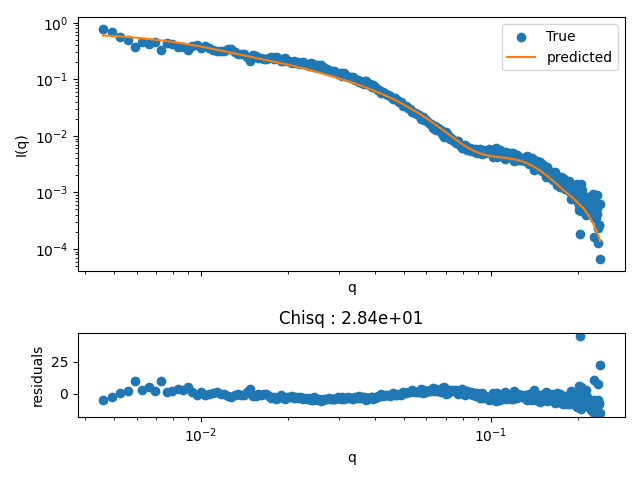 10⁰
10⁻¹
10⁻²
10⁻³
10⁻⁴
I(q)
True
predicted
q
Chisq : 2.84e+01
25
0
residuals
10⁻²
10⁻¹
q